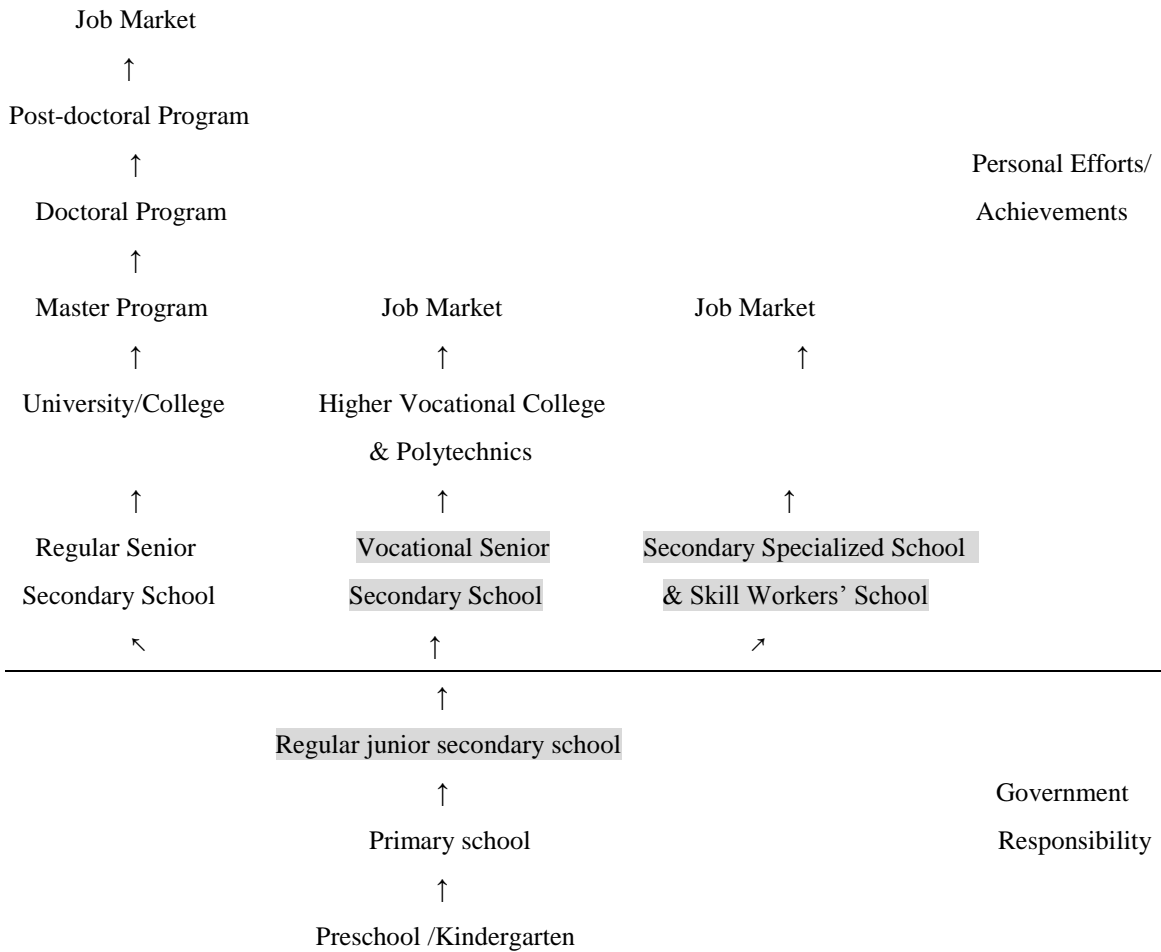 Job Market
↑
Post-doctoral Program
↑ Personal Efforts/
Doctoral Program Achievements
↑
Master Program Job Market Job Market
↑ ↑ ↑
University/College Higher Vocational College
& Polytechnics
↑ ↑ ↑
Regular Senior Vocational Senior Secondary Specialized School
Secondary School Secondary School & Skill Workers’ School
↖ ↑ ↗
↑
Regular junior secondary school
↑ Government
Primary school Responsibility
↑
Preschool /Kindergarten